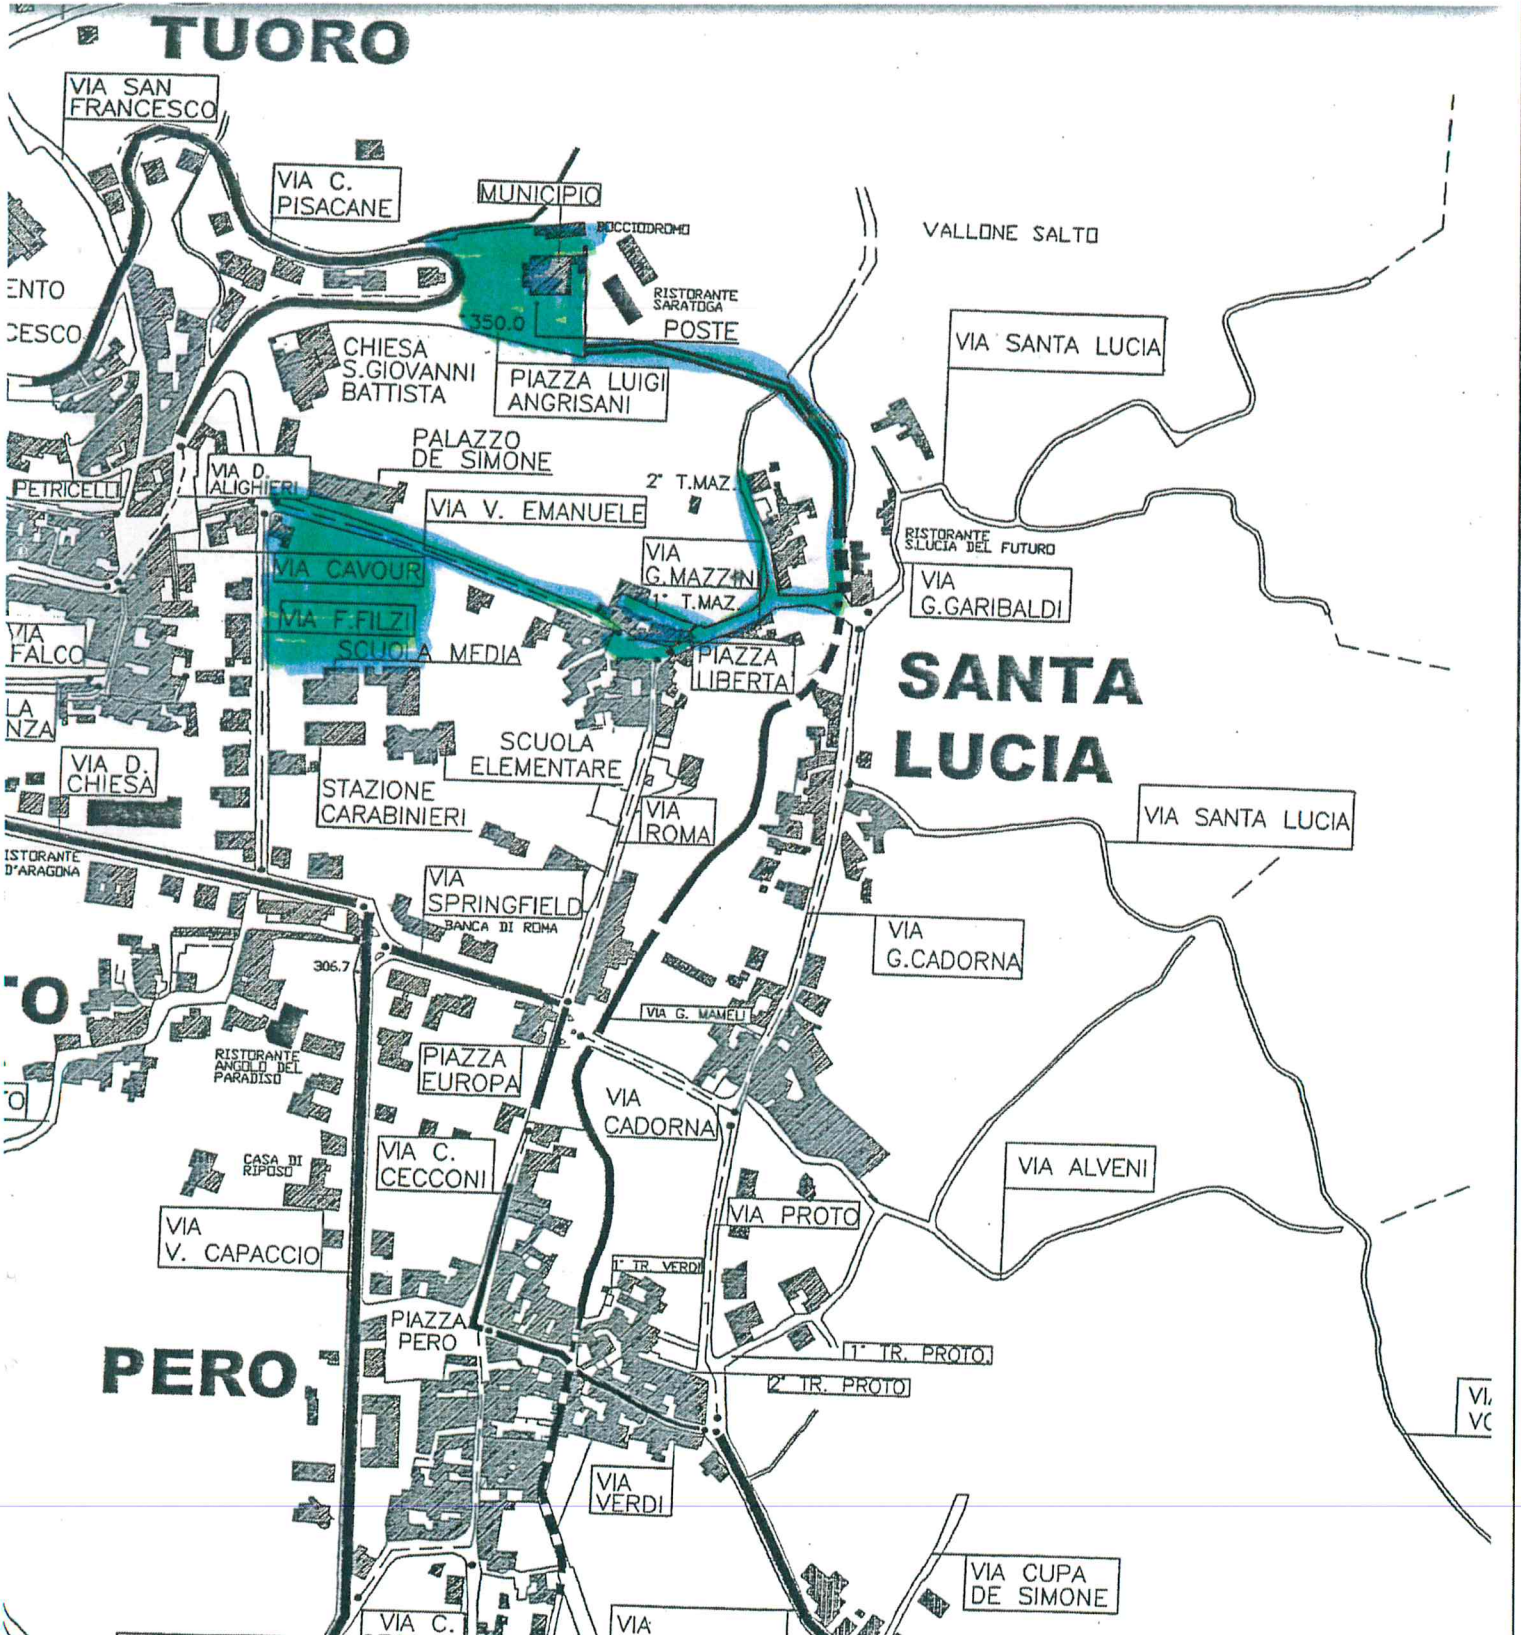 TUORO
VIA SAN
FRANCESCO
VIA C.
PISACANE
MUNICIPIO
BOCCIODROMO
VALLONE SALTO
ENTO
CESCO
RISTORANTE
SARATOGA
350.0
POSTE
CHIESA
S.GIOVANNI
BATTISTA
PIAZZA LUIGI
ANGRISANI
VIA SANTA LUCIA
PALAZZO
DE SIMONE
VIA D.
ALIGHIERI
PETRICELLI
2° T.MAZ.
VIA V. EMANUELE
VIA
G.MAZZINI
1° T.MAZ.
RISTORANTE
S.LUCIA DEL FUTURO
VIA CAVOUR
VIA
G.GARIBALDI
VIA F.FILZI
SCUOLA MEDIA
VIA
FALCO
PIAZZA
LIBERTA'
SANTA
LUCIA
LA
NZA
SCUOLA
ELEMENTARE
VIA D.
CHIESA
STAZIONE
CARABINIERI
VIA
ROMA
VIA SANTA LUCIA
ISTORANTE
D'ARAGONA
VIA
SPRINGFIELD
BANCA DI ROMA
VIA
G.CADORNA
306.7
TO
VIA G. MAMELI
RISTORANTE
ANGOLO DEL
PARADISO
PIAZZA
EUROPA
TO
VIA
CADORNA
VIA C.
CECCONI
CASA DI
RIPOSO
VIA ALVENI
VIA
V. CAPACCIO
VIA PROTO
1° TR. VERDI
PIAZZA
PERO
PERO
1° TR. PROTO.
2° TR. PROTO
VIA
VERDI
VIA CUPA
DE SIMONE
VIA C.
VIA